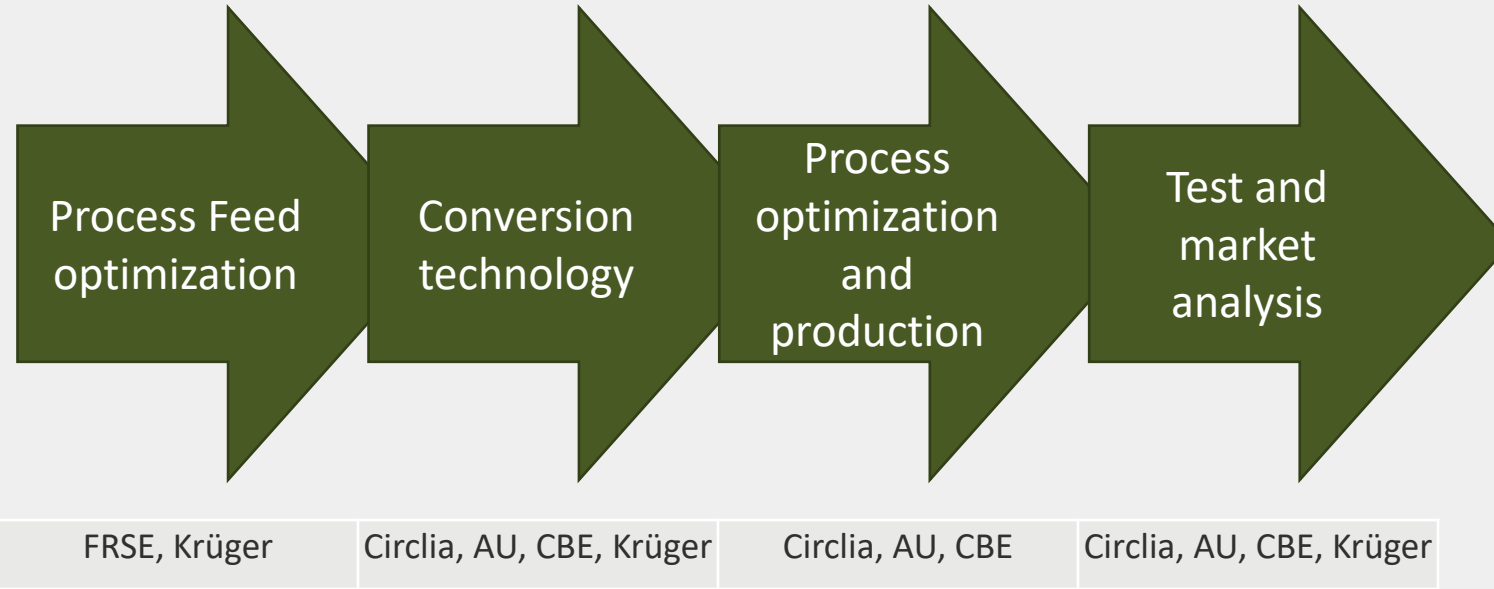 Process Feed
optimization
Conversion
technology
Process
optimization
and
production
Test and
market
analysis
FRSE, Krüger
Circlia, AU, CBE, Krüger
Circlia, AU, CBE
Circlia, AU, CBE, Krüger